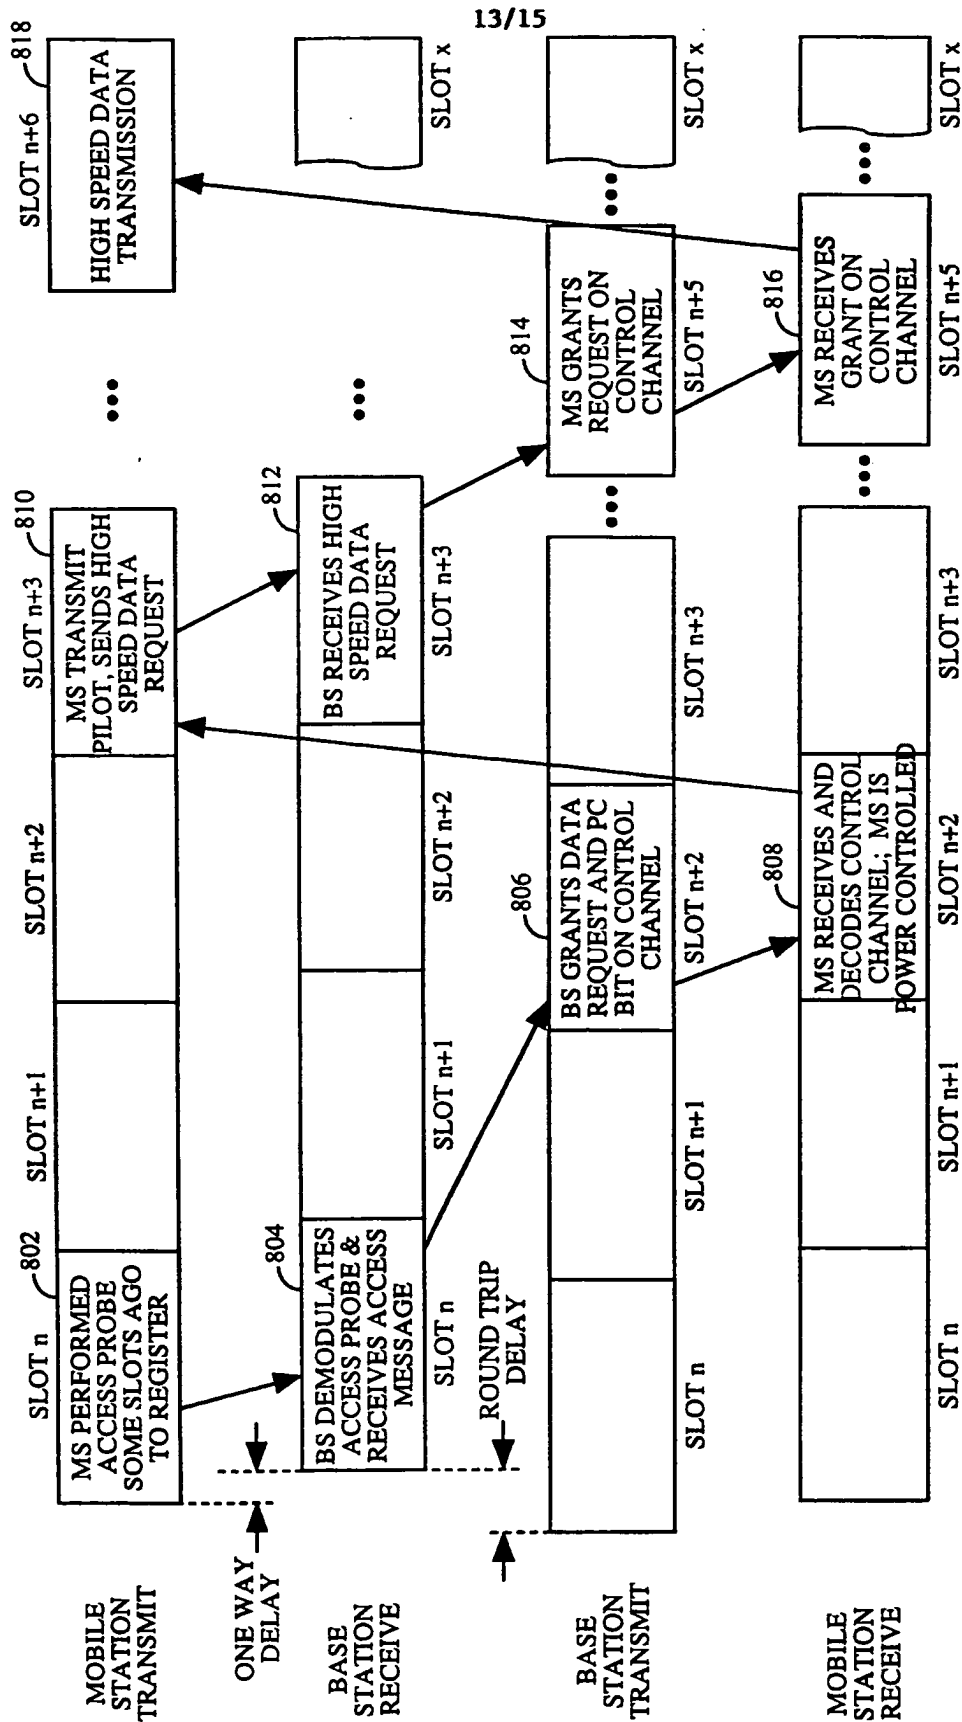 13/15
MOBILE
STATION
TRANSMIT
SLOT n
802
MS PERFORMED
ACCESS PROBE
SOME SLOTS AGO
TO REGISTER
SLOT n+1
SLOT n+2
SLOT n+3
810
MS TRANSMIT
PILOT, SENDS HIGH
SPEED DATA
REQUEST
•••
SLOT n+6
818
HIGH SPEED DATA
TRANSMISSION
ONE WAY
DELAY
BASE
STATION
RECEIVE
804
BS DEMODULATES
ACCESS PROBE &
RECEIVES ACCESS
MESSAGE
SLOT n
SLOT n+1
SLOT n+2
812
BS RECEIVES HIGH
SPEED DATA
REQUEST
SLOT n+3
•••
SLOT x
ROUND TRIP
DELAY
BASE
STATION
TRANSMIT
SLOT n
SLOT n+1
806
BS GRANTS DATA
REQUEST AND PC
BIT ON CONTROL
CHANNEL
SLOT n+2
SLOT n+3
•••
814
MS GRANTS
REQUEST ON
CONTROL
CHANNEL
SLOT n+5
•••
SLOT x
MOBILE
STATION
RECEIVE
SLOT n
SLOT n+1
808
MS RECEIVES AND
DECODES CONTROL
CHANNEL; MS IS
POWER CONTROLLED
SLOT n+2
SLOT n+3
•••
816
MS RECEIVES
GRANT ON
CONTROL
CHANNEL
SLOT n+5
•••
SLOT x